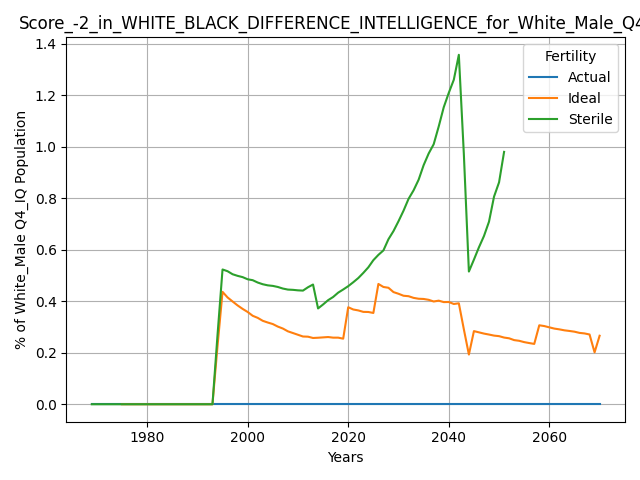 Score_-2_in_WHITE_BLACK_DIFFERENCE_INTELLIGENCE_for_White_Male_Q4
1.4
1.2
1.0
0.8
0.6
0.4
0.2
0.0
% of White_Male Q4_IQ Population
Fertility
Actual
Ideal
Sterile
1980
2000
2020
2040
2060
Years